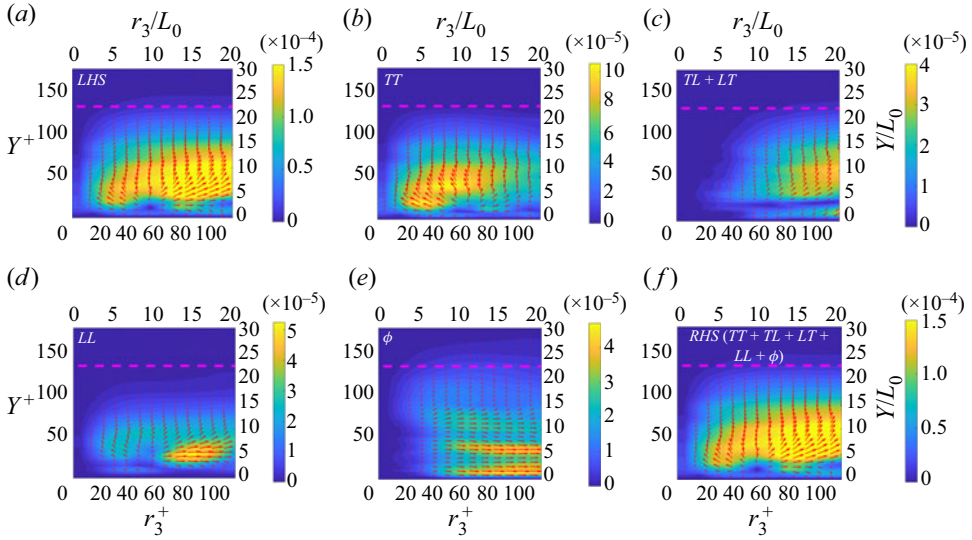 (a) (b) (c)
r3/L0 r3/L0 r3/L0
0 5 10 15 20 (×10−4) 0 5 10 15 20 (×10−5) 0 5 10 15 20 (×10−5)
LHS TT TL + LT
Y+ 150 100 50 0
30 25 20 15 10 5 0
1.5 1.0 0.5 0
150 100 50 0
30 25 20 15 10 5 0
10 8 6 4 2 0
150 100 50 0
30 25 20 15 10 5 0
Y/L0
4 3 2 1 0
20 40 60 80 100 20 40 60 80 100 20 40 60 80 100
(d) (e) (f)
0 5 10 15 20 (×10−5) 0 5 10 15 20 (×10−5) 0 5 10 15 20 (×10−4)
LL ϕ RHS (TT + TL + LT +
LL + ϕ)
Y+ 150 100 50 0
30 25 20 15 10 5 0
5 4 3 2 1 0
150 100 50 0
30 25 20 15 10 5 0
4 3 2 1 0
150 100 50 0
30 25 20 15 10 5 0
Y/L0
1.5 1.0 0.5 0
20 40 60 80 100 20 40 60 80 100 20 40 60 80 100
r3+ r3+ r3+